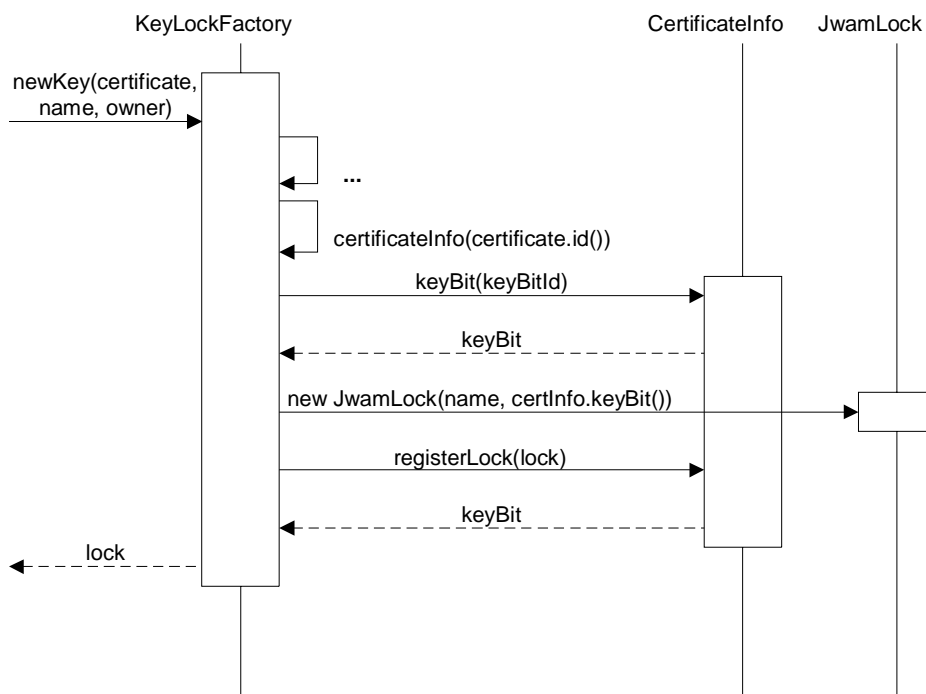 KeyLockFactory
CertificateInfo
JwamLock
newKey(certificate,
name, owner)
...
certificateInfo(certificate.id())
keyBit(keyBitId)
keyBit
new JwamLock(name, certInfo.keyBit())
registerLock(lock)
keyBit
lock